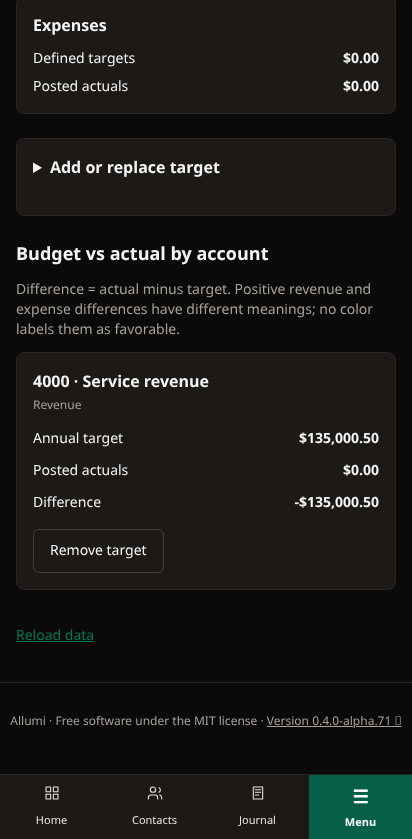 Expenses
Defined targets $0.00
Posted actuals $0.00
▶ Add or replace target
Budget vs actual by account
Difference = actual minus target. Positive revenue and
expense differences have different meanings; no color
labels them as favorable.
4000 · Service revenue
Revenue
Annual target $135,000.50
Posted actuals $0.00
Difference -$135,000.50
Remove target
Reload data
Allumi · Free software under the MIT license · Version 0.4.0-alpha.71
Home Contacts Journal Menu